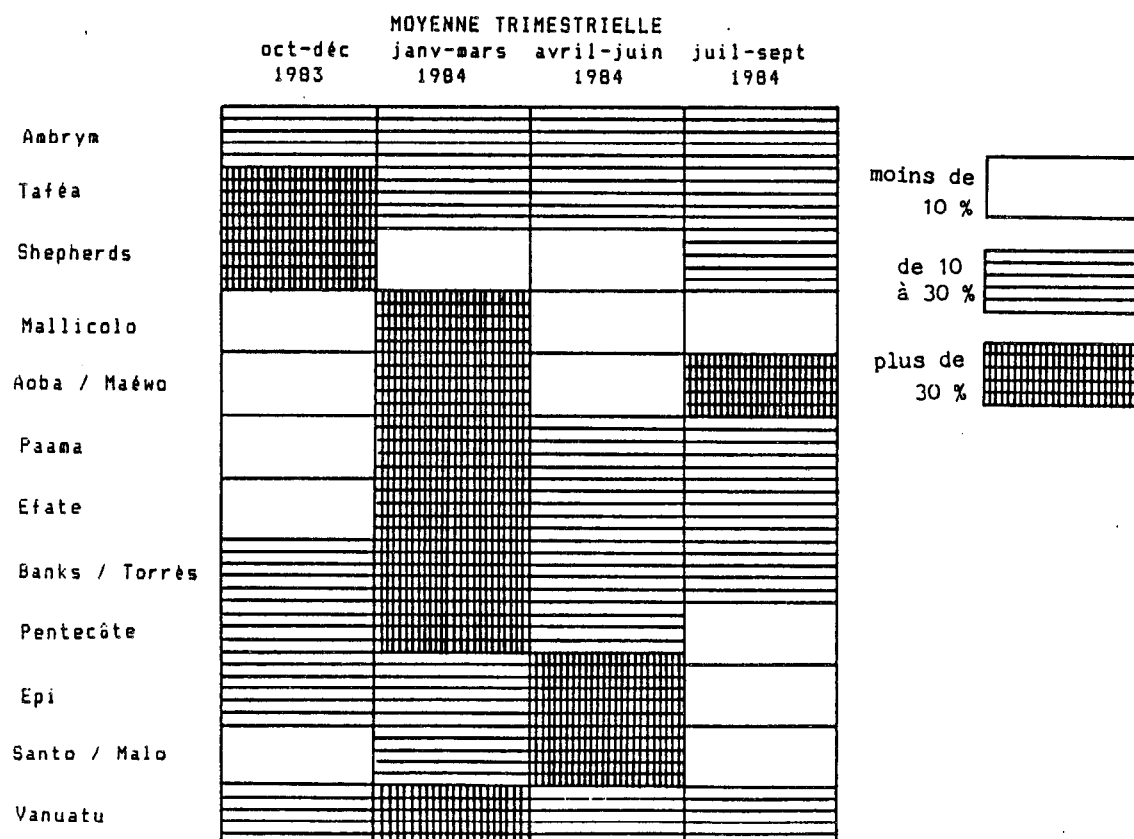 MOYENNE TRIMESTRIELLE
oct-déc janv-mars avril-juin juil-sept
1983 1984 1984 1984
Ambrym
Taféa
Shepherds
Mallicolo
Aoba / Maéwo
Paama
Efate
Banks / Torrès
Pentecôte
Epi
Santo / Malo
Vanuatu
moins de
10 %
de 10
à 30 %
plus de
30 %